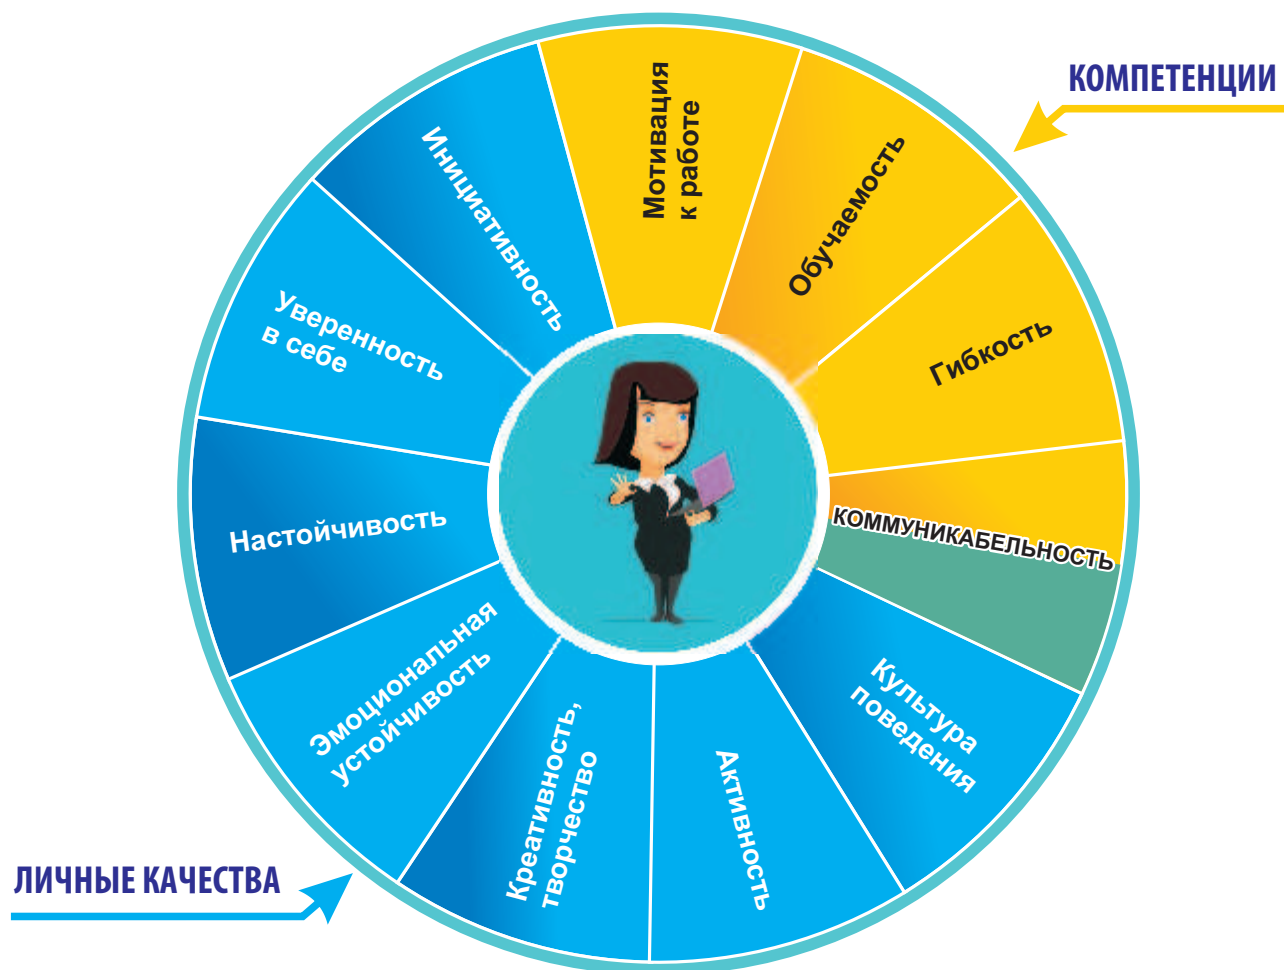 КОМПЕТЕНЦИИ
Мотивация
к работе
Обучаемость
Гибкость
КОММУНИКАБЕЛЬНОСТЬ
Культура
поведения
Активность
Креативность,
творчество
Эмоциональная
устойчивость
Настойчивость
Уверенность
в себе
Инициативность
ЛИЧНЫЕ КАЧЕСТВА